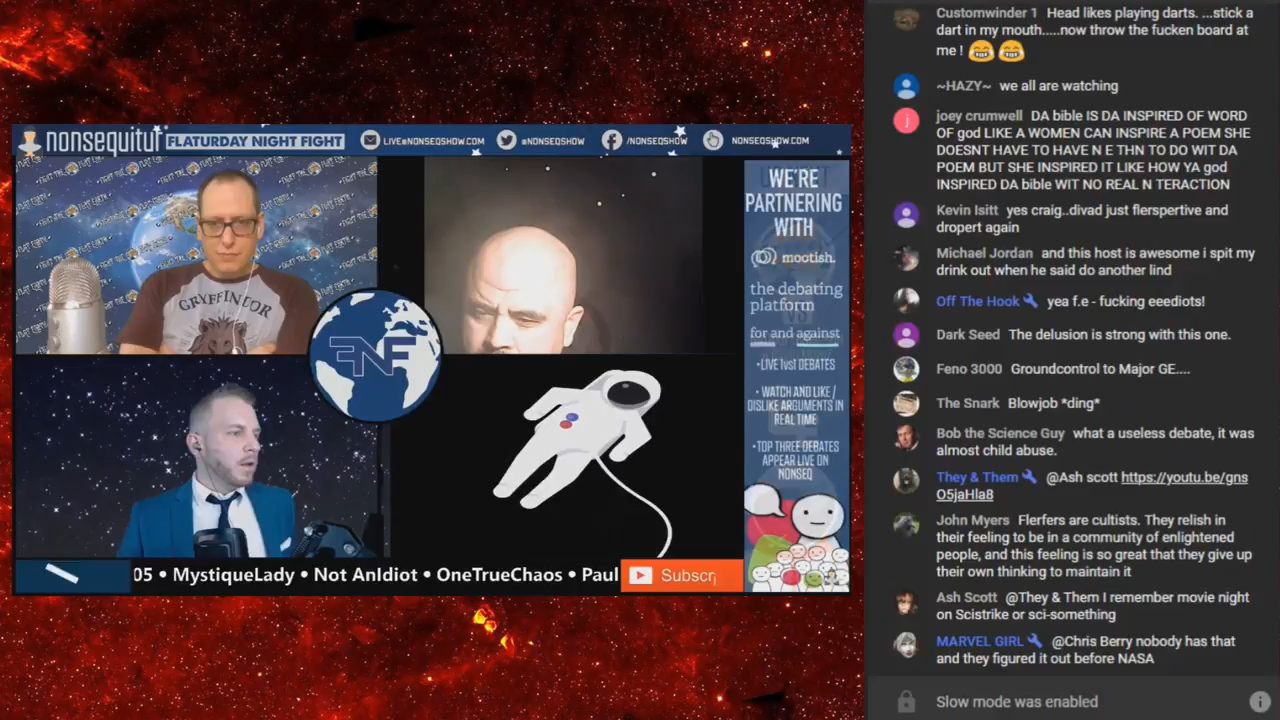 nonsequitur FLATURDAY NIGHT FIGHT LIVE@NONSEQSHOW.COM @NONSEQSHOW /NONSEQSHOW NONSEQSHOW.COM
GRYFFINDOR
FNF
WE'RE
PARTNERING
WITH
mootish.
the debating
platform
for and against
•LIVE 1vs1 DEBATES
• WATCH AND LIKE /
DISLIKE ARGUMENTS IN
REAL TIME
•TOP THREE DEBATES
APPEAR LIVE ON
NONSEQ
05 • MystiqueLady • Not AnIdiot • OneTrueChaos • Paul
Subscr
Customwinder 1 Head likes playing darts. ...stick a
dart in my mouth.....now throw the fucken board at
me ! 😂 😂
~HAZY~ we all are watching
joey crumwell DA bible IS DA INSPIRED OF WORD
OF god LIKE A WOMEN CAN INSPIRE A POEM SHE
DOESNT HAVE TO HAVE N E THN TO DO WIT DA
POEM BUT SHE INSPIRED IT LIKE HOW YA god
INSPIRED DA bible WIT NO REAL N TERACTION
Kevin Isitt yes craig..divad just flerspertive and
dropert again
Michael Jordan and this host is awesome i spit my
drink out when he said do another lind
Off The Hook yea f.e - fucking eeediots!
Dark Seed The delusion is strong with this one.
Feno 3000 Groundcontrol to Major GE....
The Snark Blowjob *ding*
Bob the Science Guy what a useless debate, it was
almost child abuse.
They & Them @Ash scott https://youtu.be/gns
O5jaHla8
John Myers Flerfers are cultists. They relish in
their feeling to be in a community of enlightened
people, and this feeling is so great that they give up
their own thinking to maintain it
Ash Scott @They & Them I remember movie night
on Scistrike or sci-something
MARVEL GIRL @Chris Berry nobody has that
and they figured it out before NASA
Slow mode was enabled